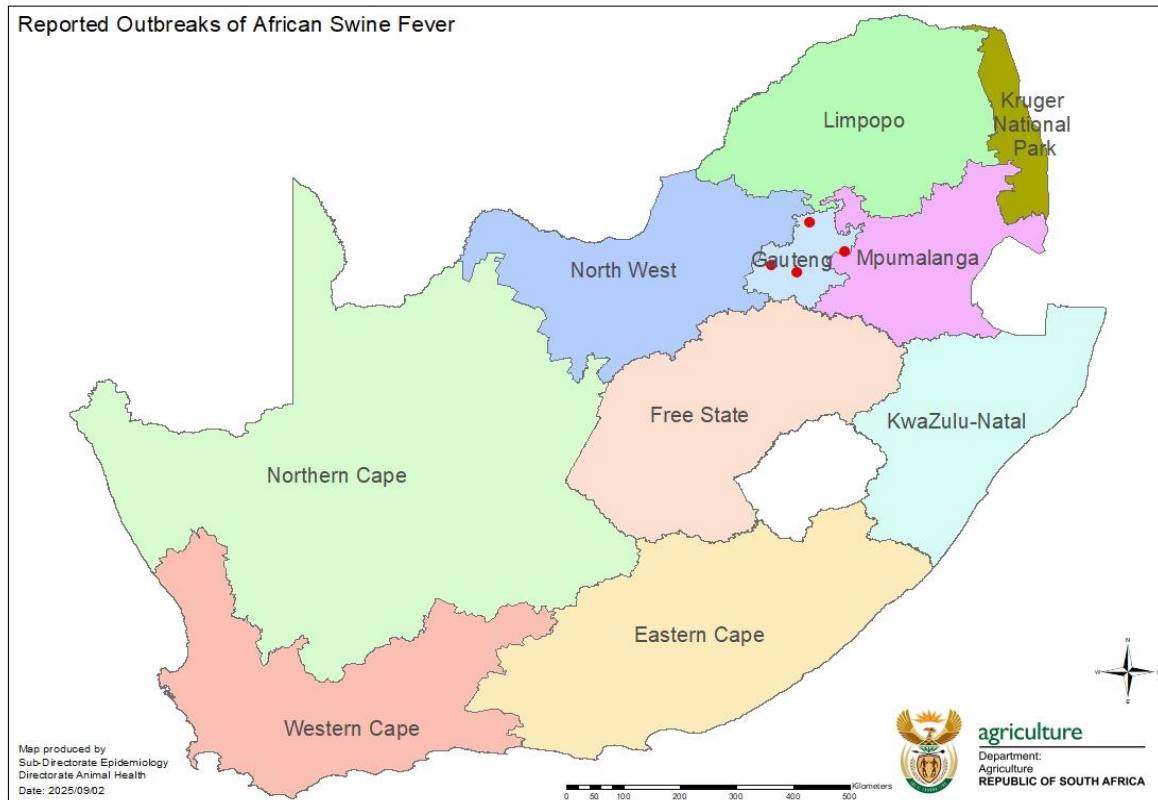 Reported Outbreaks of African Swine Fever
Limpopo
Kruger
National
Park
North West
Gauteng
Mpumalanga
Free State
KwaZulu-Natal
Northern Cape
Eastern Cape
Western Cape
N
W
S
Map produced by
Sub-Directorate Epidemiology
Directorate Animal Health
Date: 2025/09/02
Kilometers
0 50 100 200 300 400 500
agriculture
Department:
Agriculture
REPUBLIC OF SOUTH AFRICA